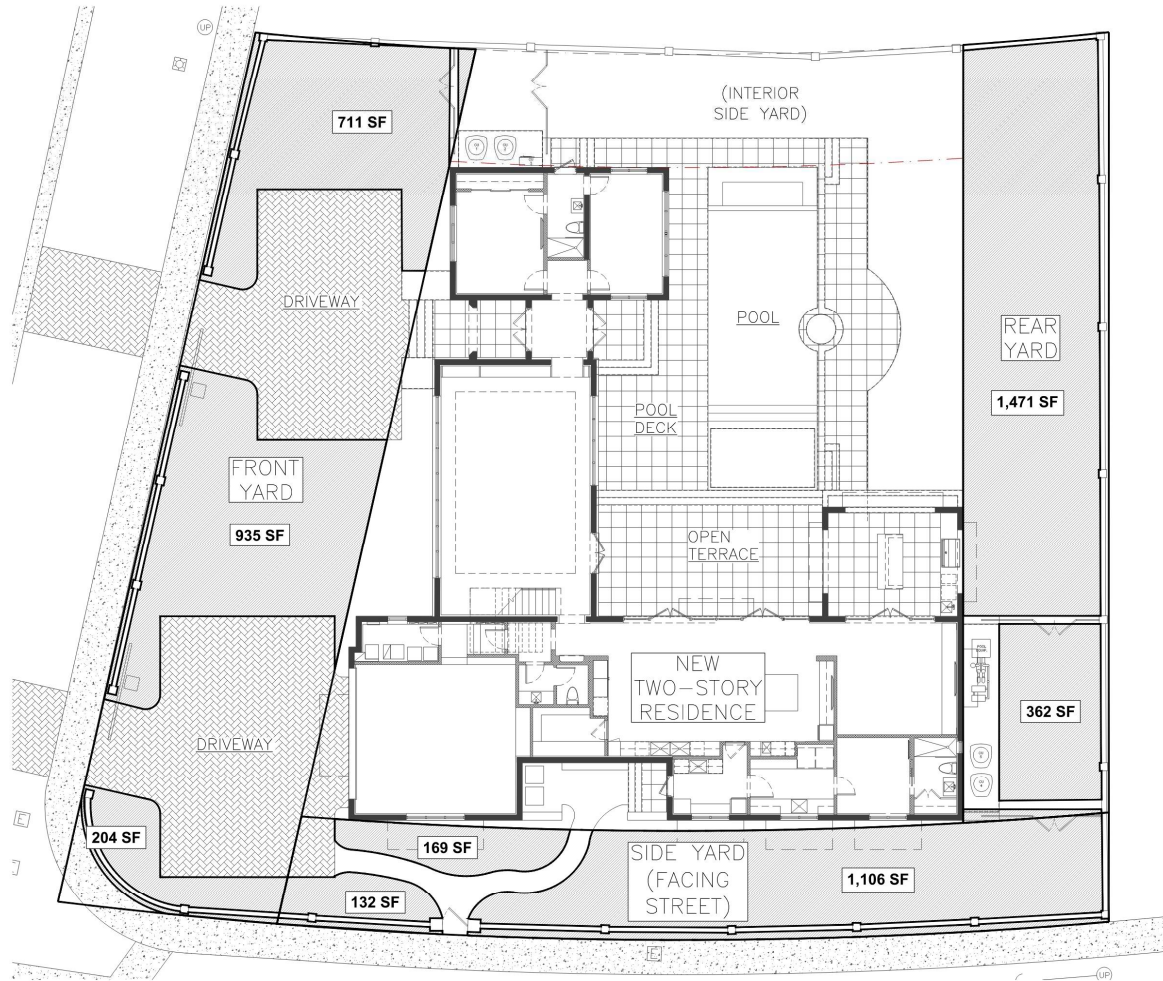 UP
(INTERIOR
SIDE YARD)
711 SF
DRIVEWAY
POOL
REAR
YARD
1,471 SF
POOL
DECK
FRONT
YARD
935 SF
OPEN
TERRACE
NEW
TWO-STORY
RESIDENCE
362 SF
DRIVEWAY
E
204 SF
169 SF
SIDE YARD
(FACING
STREET)
1,106 SF
132 SF
E
UP